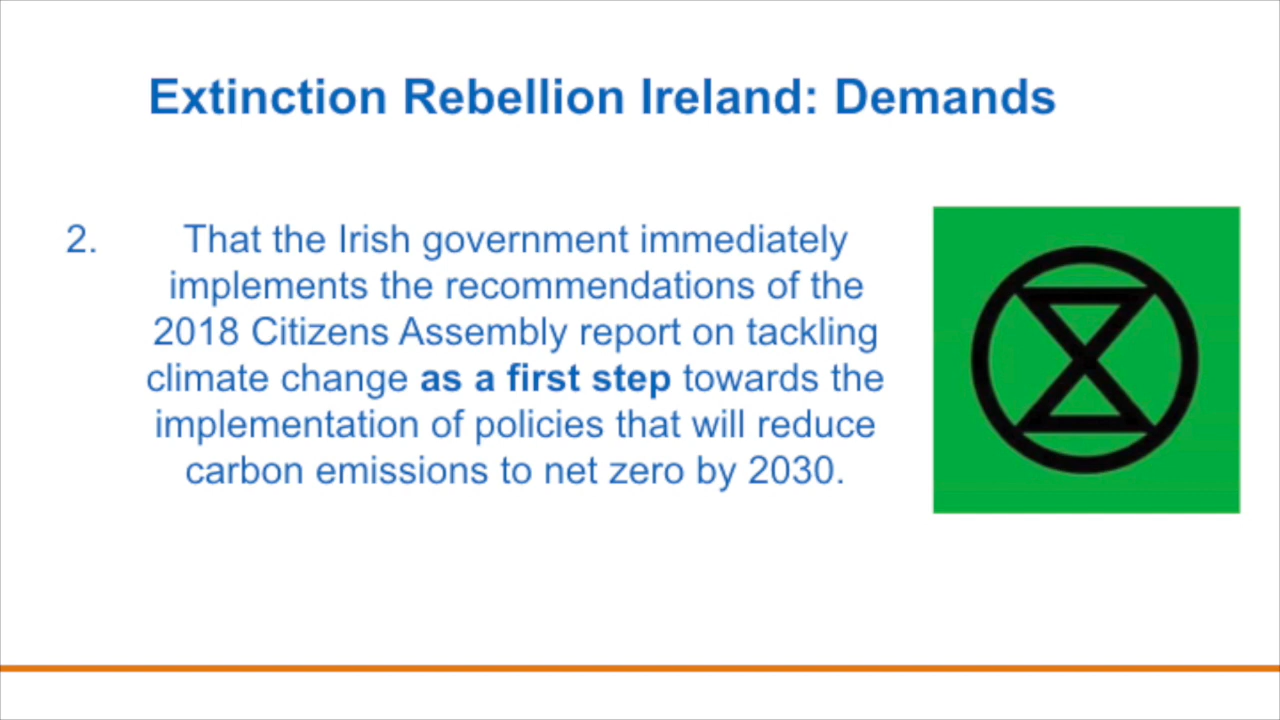 Extinction Rebellion Ireland: Demands
2. That the Irish government immediately
implements the recommendations of the
2018 Citizens Assembly report on tackling
climate change as a first step towards the
implementation of policies that will reduce
carbon emissions to net zero by 2030.